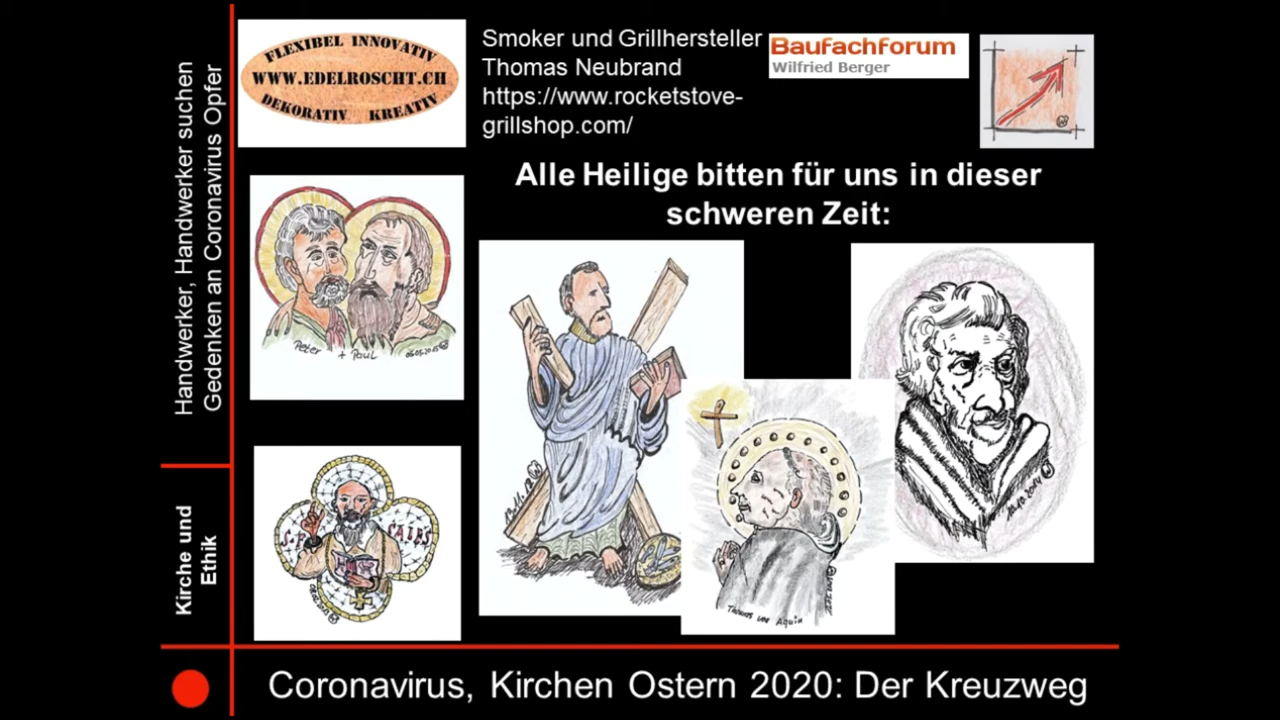 FLEXIBEL INNOVATIV
WWW.EDELROSCHT.CH
DEKORATIV KREATIV
Smoker und Grillhersteller
Thomas Neubrand
https://www.rocketstove-
grillshop.com/
Baufachforum
Wilfried Berger
Alle Heilige bitten für uns in dieser
schweren Zeit:
Handwerker, Handwerker suchen
Gedenken an Coronavirus Opfer
Peter + Paul
Thomas von Aquin
Kirche und
Ethik
Coronavirus, Kirchen Ostern 2020: Der Kreuzweg